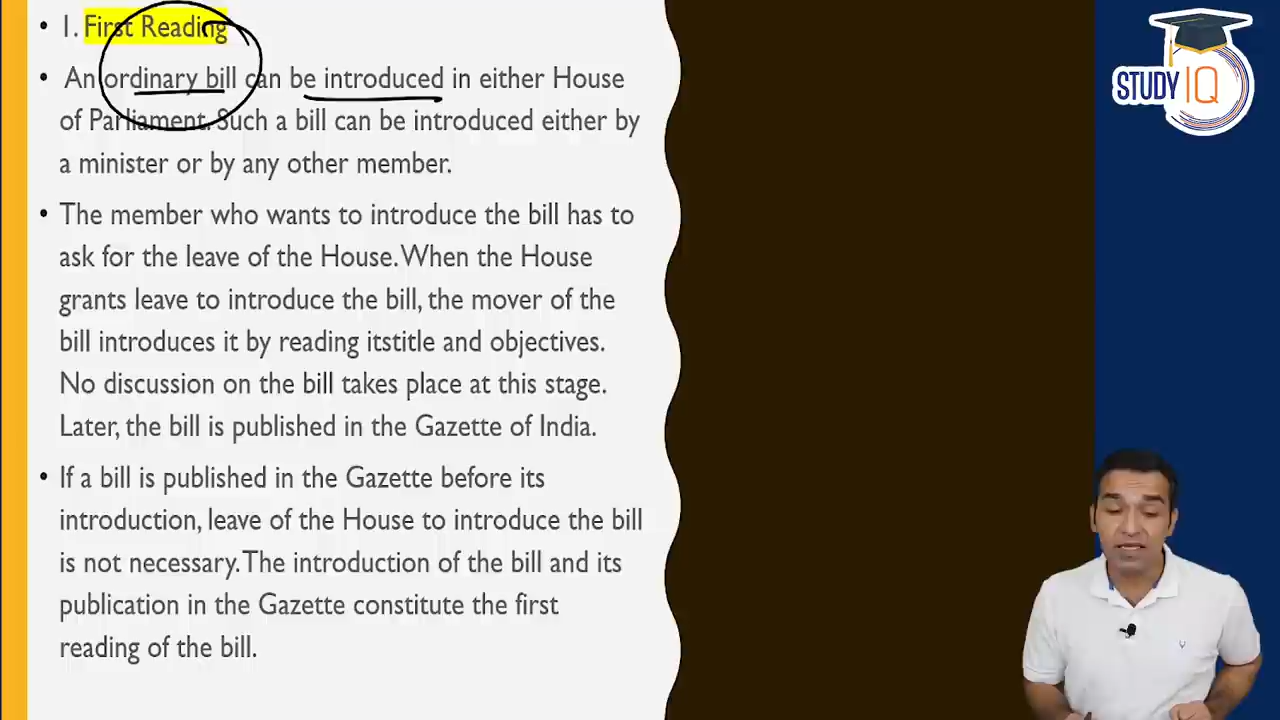 • 1. First Reading
• An ordinary bill can be introduced in either House
of Parliament. Such a bill can be introduced either by
a minister or by any other member.
• The member who wants to introduce the bill has to
ask for the leave of the House. When the House
grants leave to introduce the bill, the mover of the
bill introduces it by reading itstitle and objectives.
No discussion on the bill takes place at this stage.
Later, the bill is published in the Gazette of India.
• If a bill is published in the Gazette before its
introduction, leave of the House to introduce the bill
is not necessary. The introduction of the bill and its
publication in the Gazette constitute the first
reading of the bill.
STUDY IQ